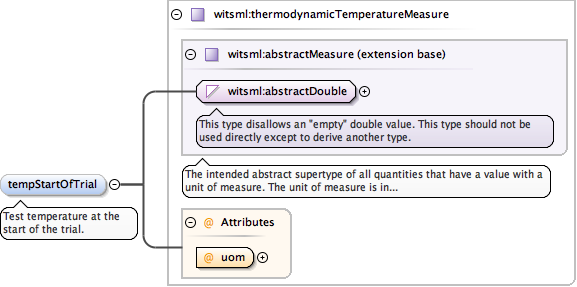 witsml:thermodynamicTemperatureMeasure
witsml:abstractMeasure (extension base)
witsml:abstractDouble
This type disallows an "empty" double value. This type should not be
used directly except to derive another type.
The intended abstract supertype of all quantities that have a value with a
unit of measure. The unit of measure is in...
tempStartOfTrial
Test temperature at the
start of the trial.
@ Attributes
@ uom